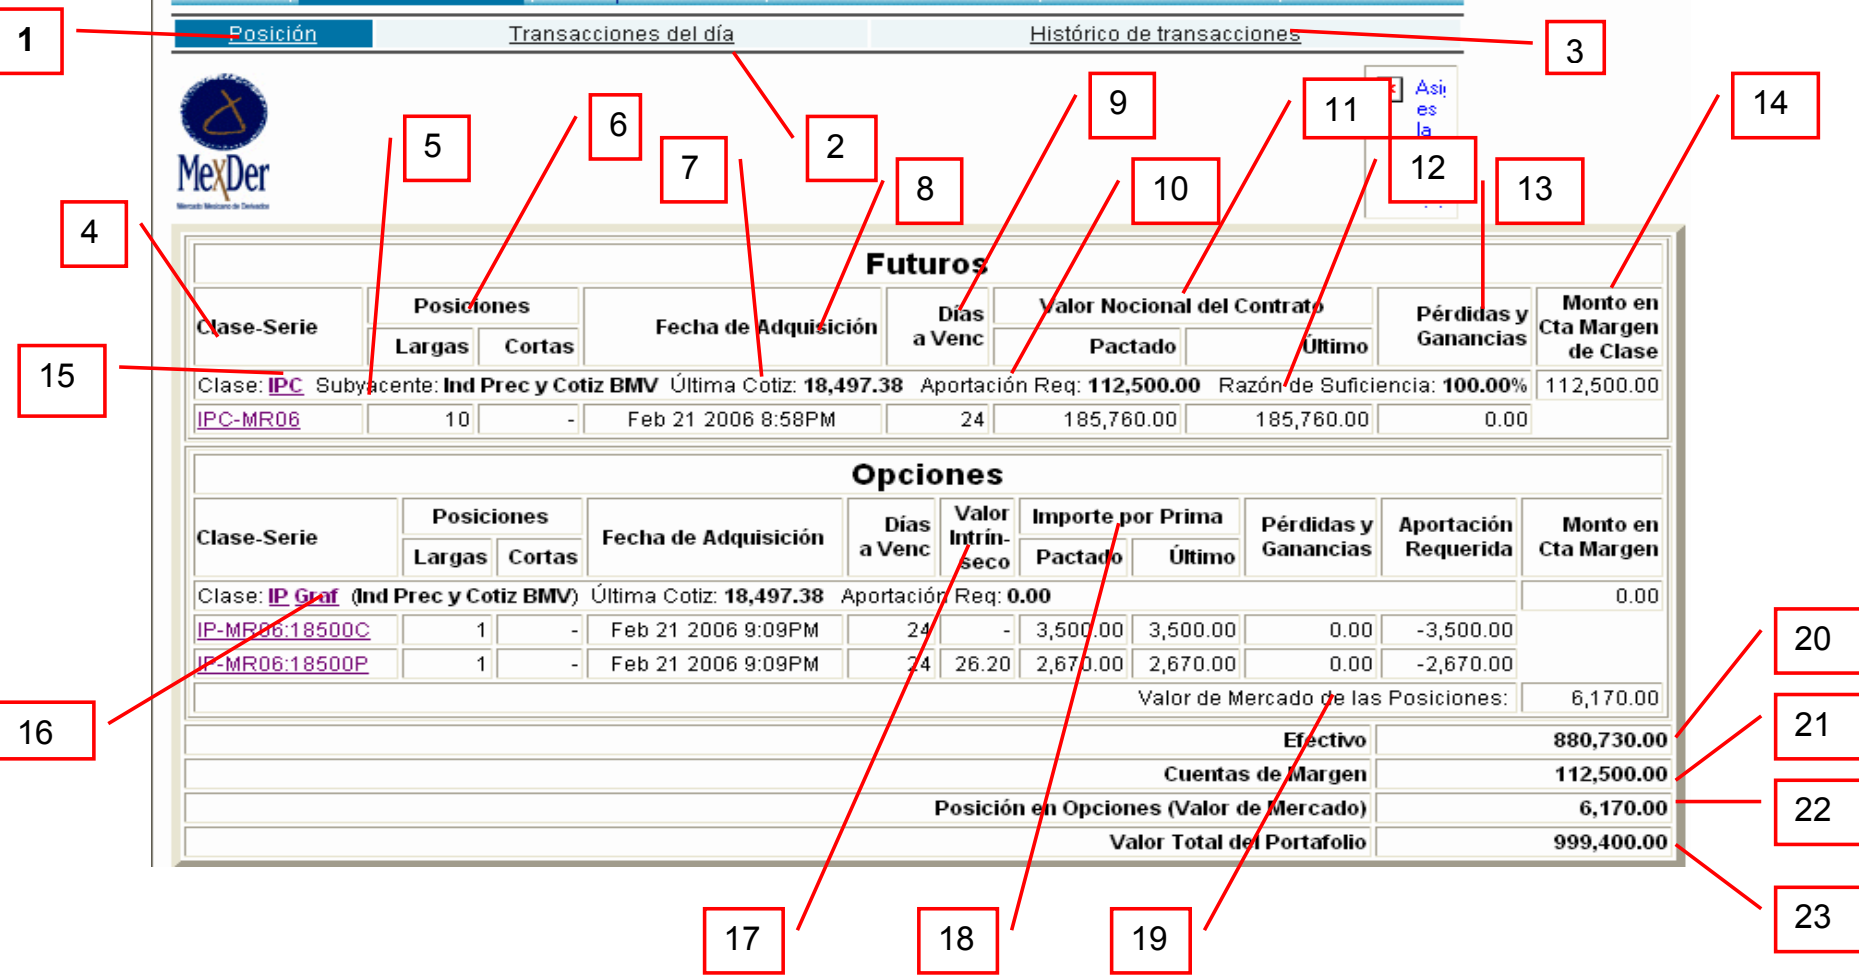 1
Posición
Transacciones del día
Histórico de transacciones
3
9
11
Asig
es
la
14
5
6
7
2
8
10
12
13
MexDer
Mercado Mexicano de Derivados
4
Futuros
Clase-Serie
Posiciones
Largas Cortas
Fecha de Adquisición
Días
a Venc
Valor Nocional del Contrato
Pactado Último
Pérdidas y
Ganancias
Monto en
Cta Margen
de Clase
15
Clase: IPC Subyacente: Ind Prec y Cotiz BMV Última Cotiz: 18,497.38 Aportación Req: 112,500.00 Razón de Suficiencia: 100.00% 112,500.00
IPC-MR06 10 - Feb 21 2006 8:58PM 24 185,760.00 185,760.00 0.00
Opciones
Clase-Serie
Posiciones
Largas Cortas
Fecha de Adquisición
Días
a Venc
Valor
Intrín-
seco
Importe por Prima
Pactado Último
Pérdidas y
Ganancias
Aportación
Requerida
Monto en
Cta Margen
Clase: IP Graf (Ind Prec y Cotiz BMV) Última Cotiz: 18,497.38 Aportación Req: 0.00 0.00
IP-MR06:18500C 1 - Feb 21 2006 9:09PM 24 - 3,500.00 3,500.00 0.00 -3,500.00
IP-MR06:18500P 1 - Feb 21 2006 9:09PM 24 26.20 2,670.00 2,670.00 0.00 -2,670.00
Valor de Mercado de las Posiciones: 6,170.00
20
16
Efectivo 880,730.00
21
Cuentas de Margen 112,500.00
Posición en Opciones (Valor de Mercado) 6,170.00
22
Valor Total del Portafolio 999,400.00
23
17
18
19